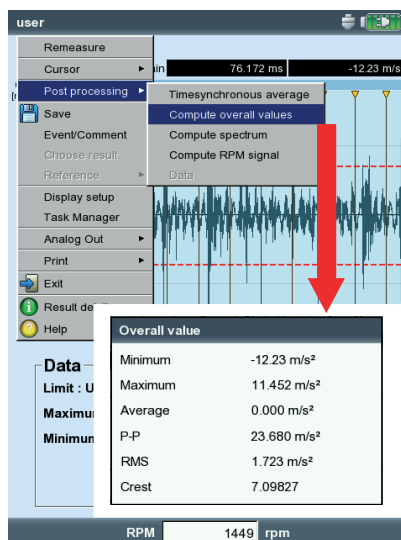 user
Remeasure
Cursor
in 76.172 ms -12.23 m/s
Post processing
Timesynchronous average
Save
Compute overall values
Event/Comment
Compute spectrum
Choose result
Compute RPM signal
Reference
Data
Display setup
Task Manager
Analog Out
Print
Exit
Result de
Help
Overall value
Minimum -12.23 m/s²
Maximum 11.452 m/s²
Average 0.000 m/s²
P-P 23.680 m/s²
RMS 1.723 m/s²
Crest 7.09827
Data
Limit : U
Maximu
Minimum
RPM 1449 rpm